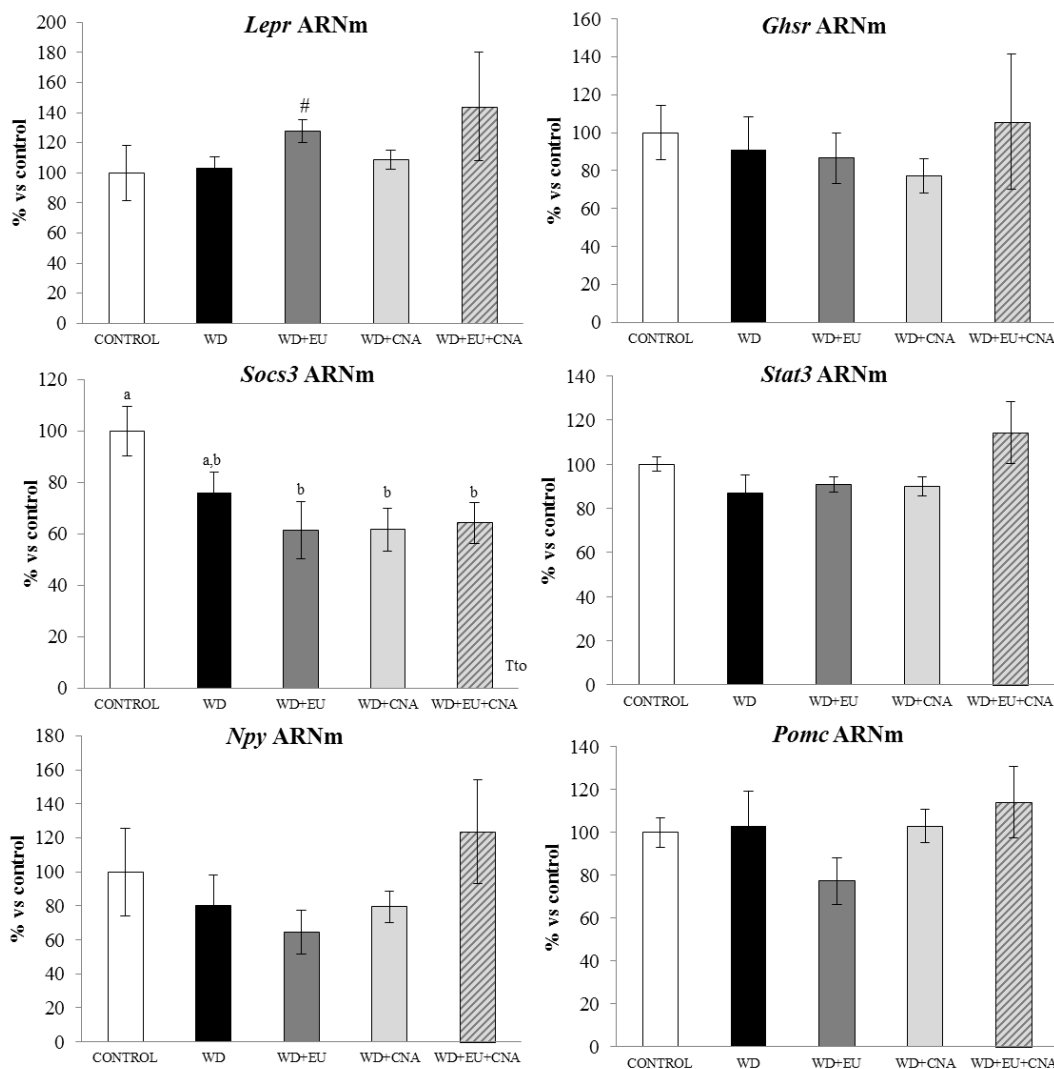 Lepr ARNm
% vs control
200
180
160
140
120
100
80
60
40
20
0
#
CONTROL WD WD+EU WD+CNA WD+EU+CNA
Ghsr ARNm
% vs control
160
140
120
100
80
60
40
20
0
CONTROL WD WD+EU WD+CNA WD+EU+CNA
Socs3 ARNm
% vs control
120
100
80
60
40
20
0
a
a,b
b b b
Tto
CONTROL WD WD+EU WD+CNA WD+EU+CNA
Stat3 ARNm
% vs control
140
120
100
80
60
40
20
0
CONTROL WD WD+EU WD+CNA WD+EU+CNA
Npy ARNm
% vs control
180
160
140
120
100
80
60
40
20
0
CONTROL WD WD+EU WD+CNA WD+EU+CNA
Pomc ARNm
% vs control
140
120
100
80
60
40
20
0
CONTROL WD WD+EU WD+CNA WD+EU+CNA